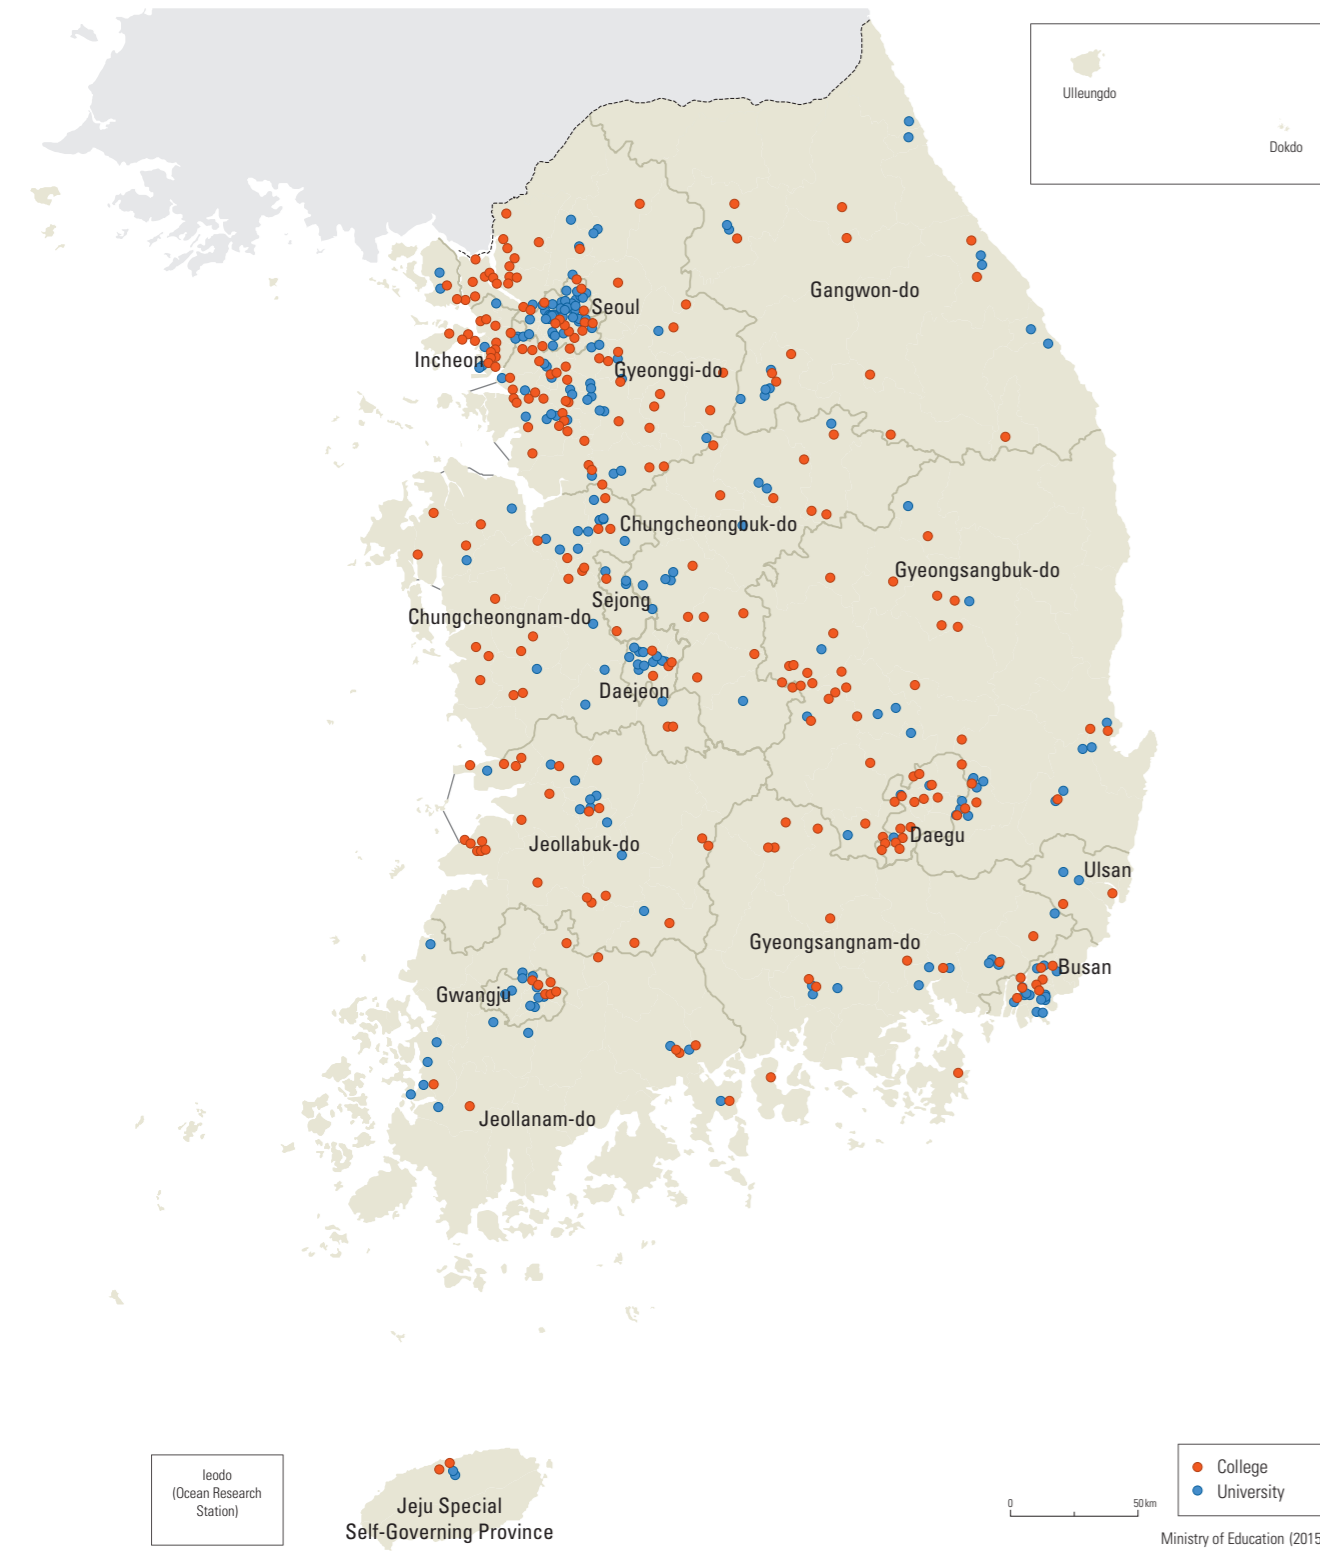 Ulleungdo
Dokdo
Gangwon-do
Seoul
Incheon
Gyeonggi-do
Chungcheongbuk-do
Gyeongsangbuk-do
Sejong
Chungcheongnam-do
Daejeon
Daegu
Jeollabuk-do
Ulsan
Gyeongsangnam-do
Busan
Gwangju
Jeollanam-do
Ieodo
(Ocean Research
Station)
Jeju Special
Self-Governing Province
College
University
0 50 km
Ministry of Education (2015